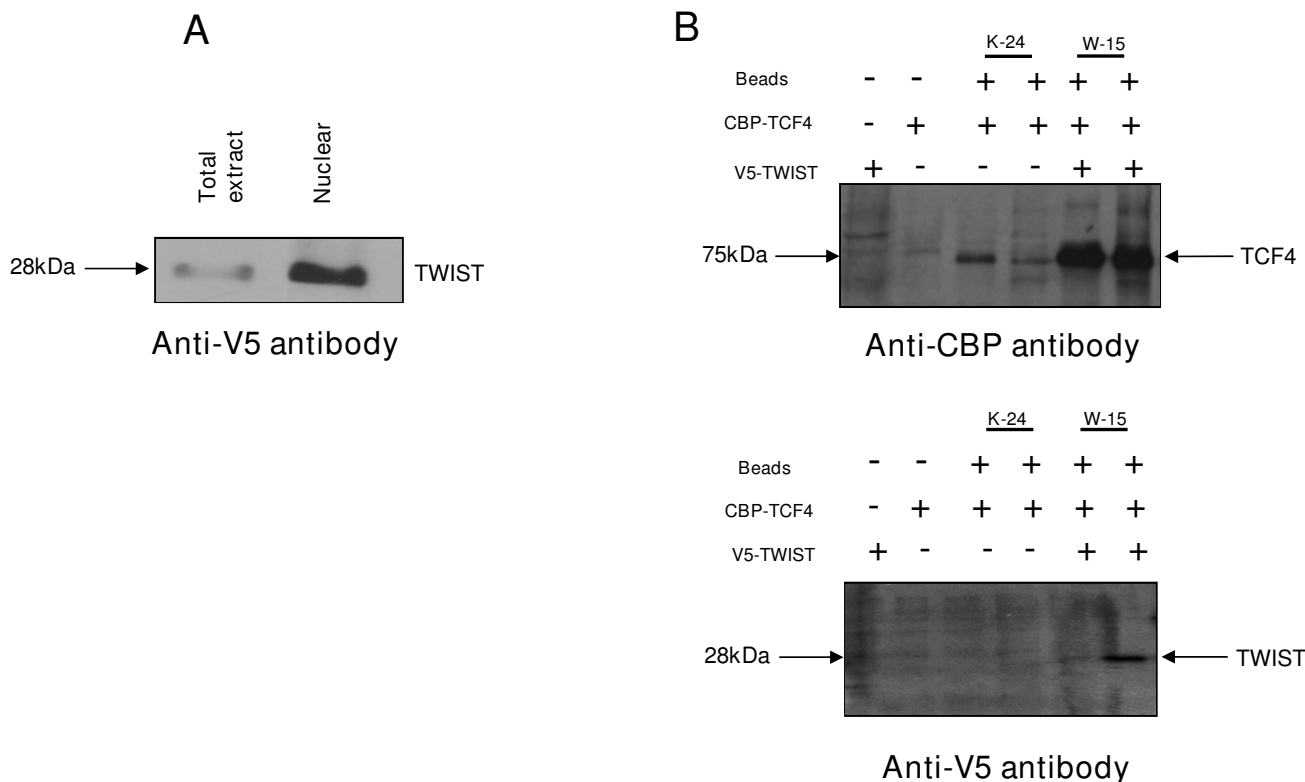 A
Total extract
Nuclear
28kDa
TWIST
Anti-V5 antibody
B
K-24 W-15
Beads - - + + + +
CBP-TCF4 - + + + + +
V5-TWIST + - - - + +
75kDa
TCF4
Anti-CBP antibody
K-24 W-15
Beads - - + + + +
CBP-TCF4 - + + + + +
V5-TWIST + - - - + +
28kDa
TWIST
Anti-V5 antibody